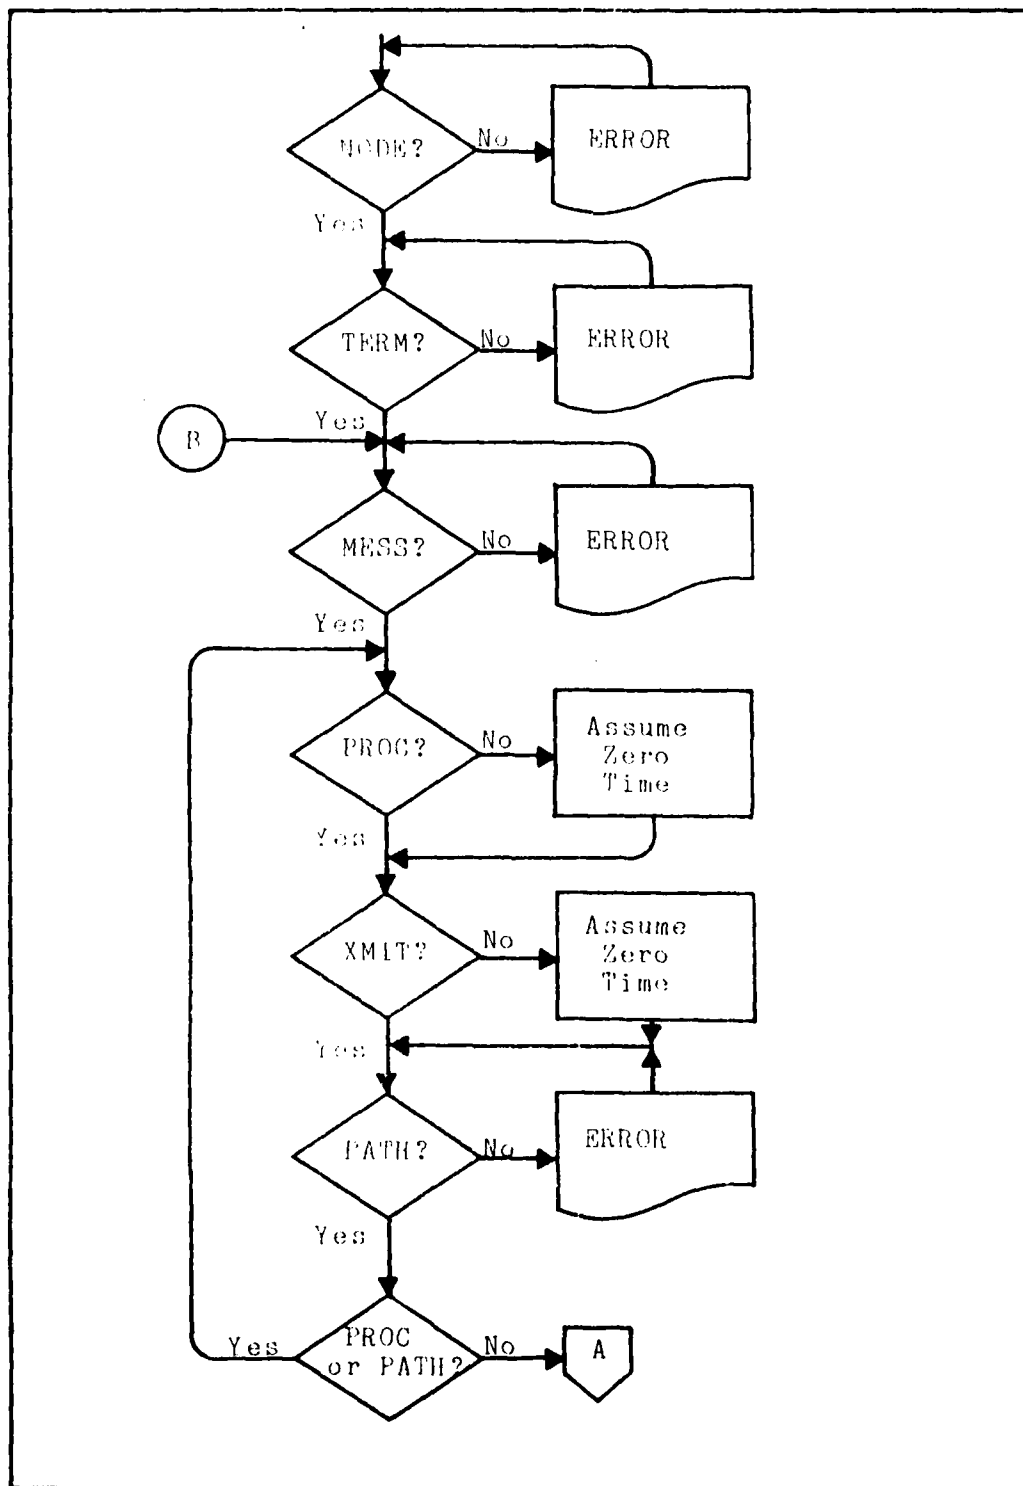 NODE?
No
ERROR
Yes
TERM?
No
ERROR
Yes
B
MESS?
No
ERROR
Yes
PROC?
No
Assume
Zero
Time
Yes
XMIT?
No
Assume
Zero
Time
Yes
PATH?
No
ERROR
Yes
PROC
or PATH?
Yes
No
A